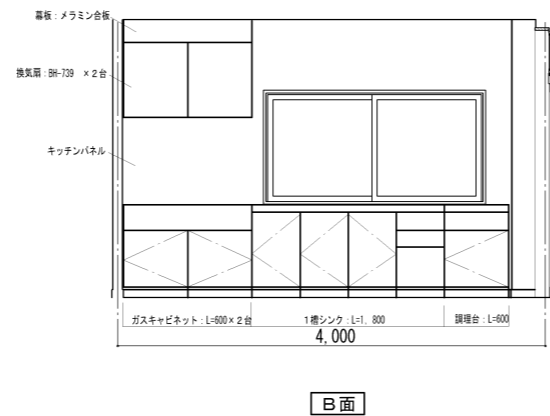 幕板：メラミン合板
換気扇：BH-739　×２台
キッチンパネル
ガスキャビネット：L=600×２台
１槽シンク：L=1, 800
調理台：L=600
4,000
Ｂ面